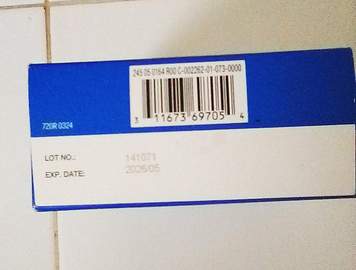 245 05 0164 R00 C-002262-01-073-0000
3 11673 69705 4
720R 0324
LOT NO.: 141071
EXP. DATE: 2026/05